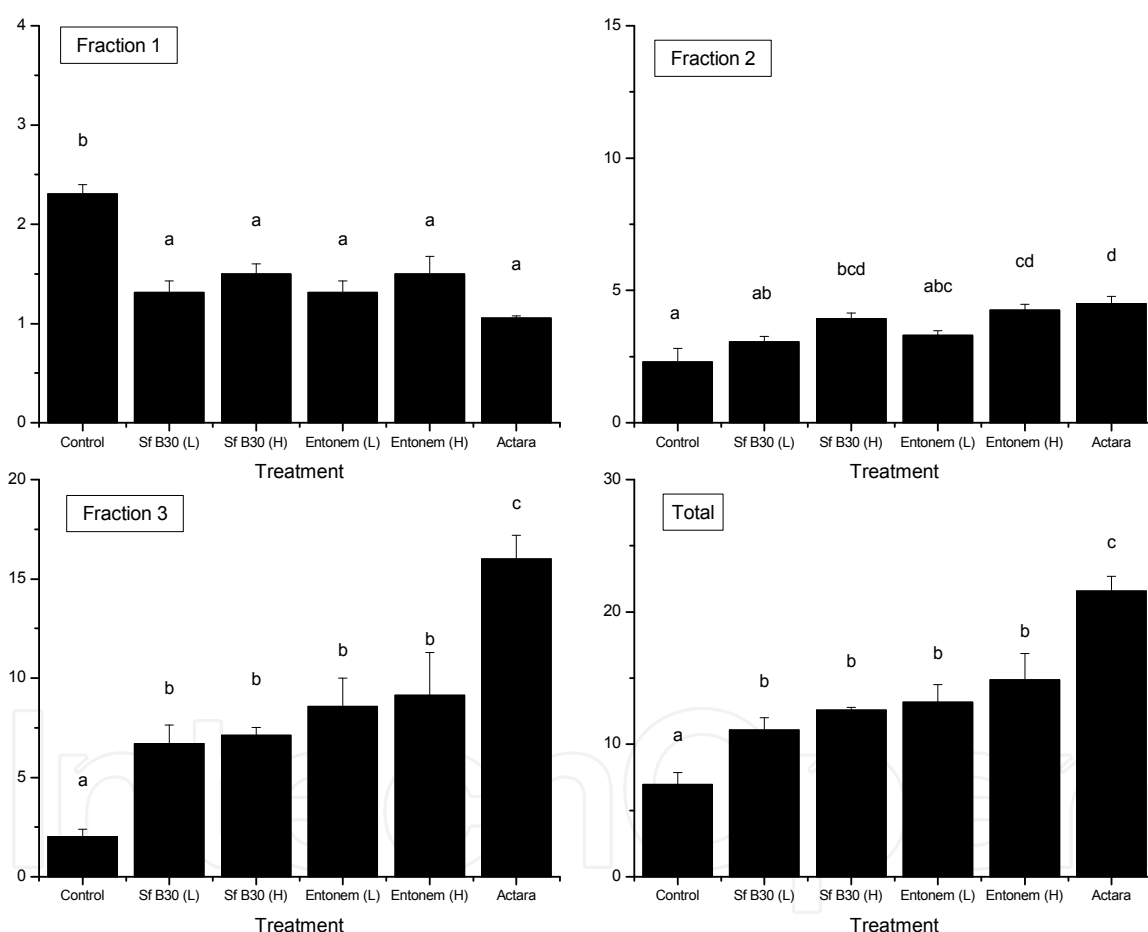 Fraction 1
4
3
2
1
0
b
a
a
a
a
a
Control Sf B30 (L) Sf B30 (H) Entonem (L) Entonem (H) Actara
Treatment
Fraction 2
15
10
5
0
a
ab
bcd
abc
cd
d
Control Sf B30 (L) Sf B30 (H) Entonem (L) Entonem (H) Actara
Treatment
Fraction 3
20
15
10
5
0
a
b
b
b
b
c
Control Sf B30 (L) Sf B30 (H) Entonem (L) Entonem (H) Actara
Treatment
Total
30
20
10
0
a
b
b
b
b
c
Control Sf B30 (L) Sf B30 (H) Entonem (L) Entonem (H) Actara
Treatment
IntechOpen